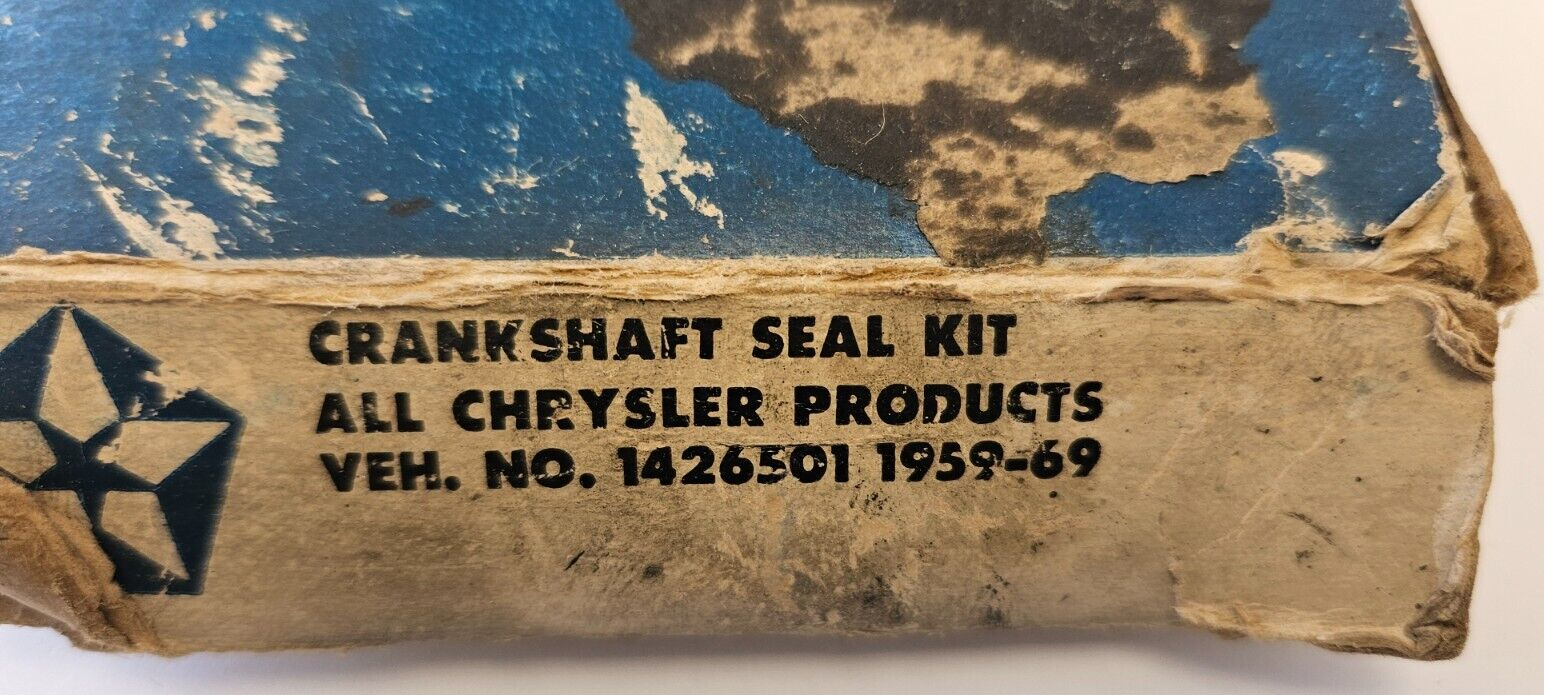 CRANKSHAFT SEAL KIT
ALL CHRYSLER PRODUCTS
VEH. NO. 1426501 1959-69